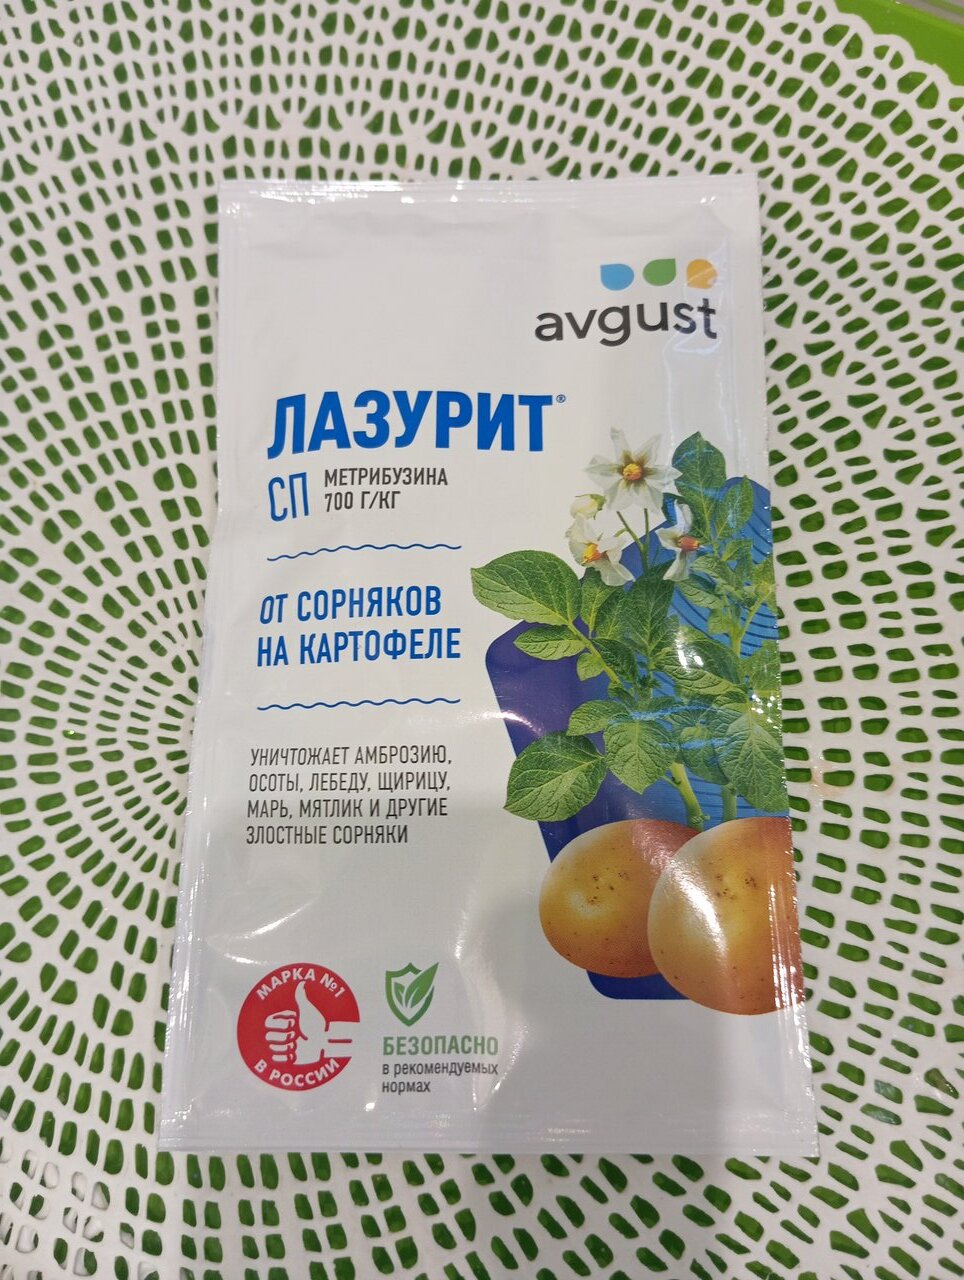 avgust
ЛАЗУРИТ®
СП МЕТРИБУЗИНА
700 Г/КГ
ОТ СОРНЯКОВ
НА КАРТОФЕЛЕ
УНИЧТОЖАЕТ АМБРОЗИЮ,
ОСОТЫ, ЛЕБЕДУ, ЩИРИЦУ,
МАРЬ, МЯТЛИК И ДРУГИЕ
ЗЛОСТНЫЕ СОРНЯКИ
МАРКА №1
В РОССИИ
БЕЗОПАСНО
в рекомендуемых
нормах